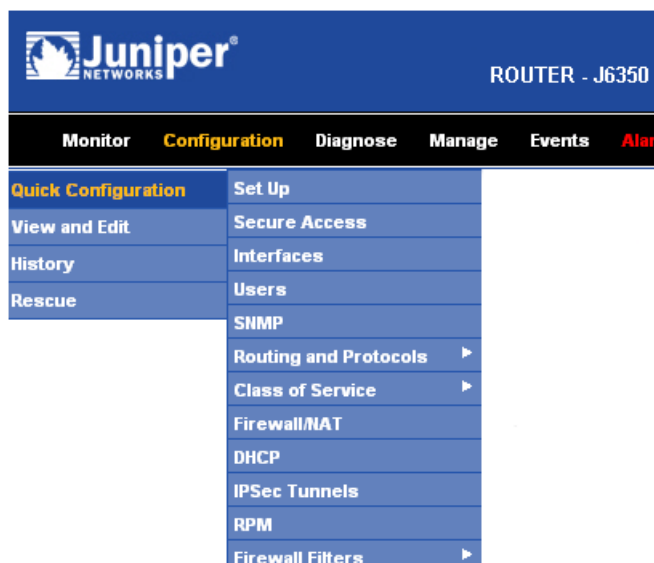 Juniper®
NETWORKS
ROUTER - J6350
Monitor Configuration Diagnose Manage Events
Quick Configuration
View and Edit
History
Rescue
Set Up
Secure Access
Interfaces
Users
SNMP
Routing and Protocols
Class of Service
Firewall/NAT
DHCP
IPSec Tunnels
RPM
Firewall Filters